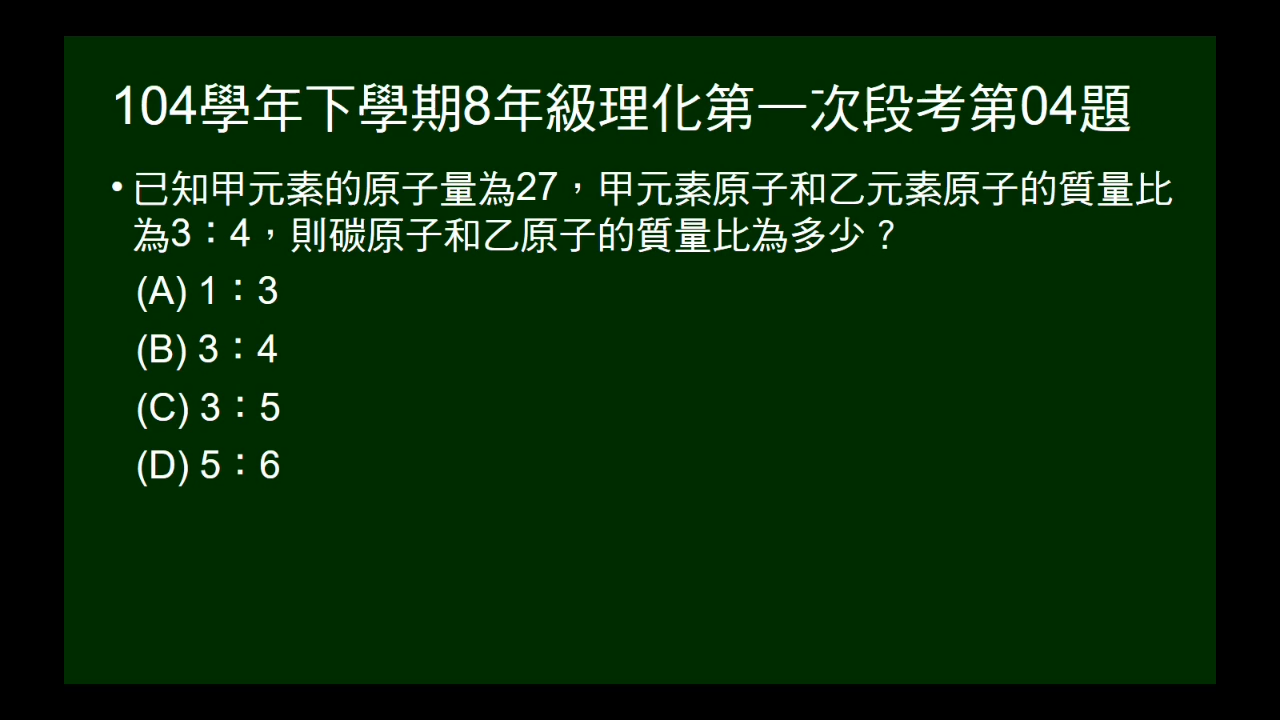 104學年下學期8年級理化第一次段考第04題
• 已知甲元素的原子量為27，甲元素原子和乙元素原子的質量比
為3：4，則碳原子和乙原子的質量比為多少？
(A) 1：3
(B) 3：4
(C) 3：5
(D) 5：6